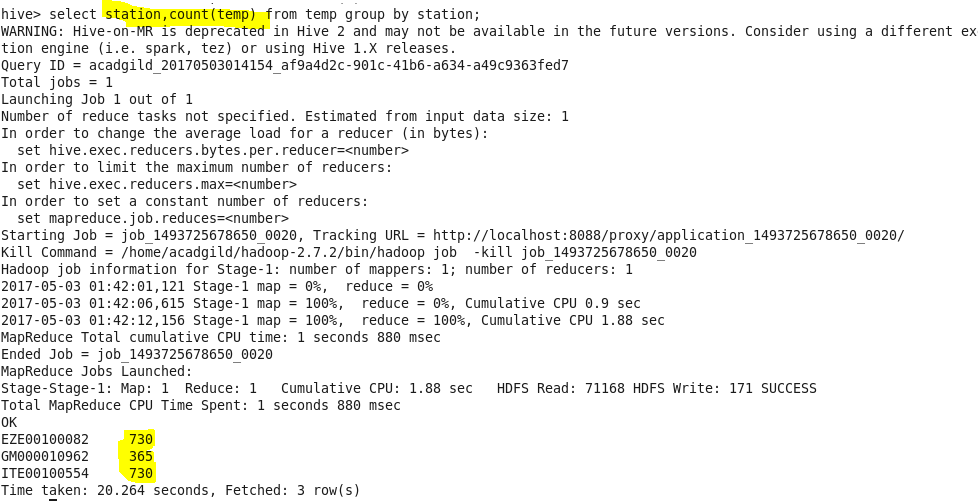 hive> select station,count(temp) from temp group by station;
WARNING: Hive-on-MR is deprecated in Hive 2 and may not be available in the future versions. Consider using a different ex
tion engine (i.e. spark, tez) or using Hive 1.X releases.
Query ID = acadgild_20170503014154_af9a4d2c-901c-41b6-a634-a49c9363fed7
Total jobs = 1
Launching Job 1 out of 1
Number of reduce tasks not specified. Estimated from input data size: 1
In order to change the average load for a reducer (in bytes):
  set hive.exec.reducers.bytes.per.reducer=<number>
In order to limit the maximum number of reducers:
  set hive.exec.reducers.max=<number>
In order to set a constant number of reducers:
  set mapreduce.job.reduces=<number>
Starting Job = job_1493725678650_0020, Tracking URL = http://localhost:8088/proxy/application_1493725678650_0020/
Kill Command = /home/acadgild/hadoop-2.7.2/bin/hadoop job  -kill job_1493725678650_0020
Hadoop job information for Stage-1: number of mappers: 1; number of reducers: 1
2017-05-03 01:42:01,121 Stage-1 map = 0%,  reduce = 0%
2017-05-03 01:42:06,615 Stage-1 map = 100%,  reduce = 0%, Cumulative CPU 0.9 sec
2017-05-03 01:42:12,156 Stage-1 map = 100%,  reduce = 100%, Cumulative CPU 1.88 sec
MapReduce Total cumulative CPU time: 1 seconds 880 msec
Ended Job = job_1493725678650_0020
MapReduce Jobs Launched:
Stage-Stage-1: Map: 1  Reduce: 1   Cumulative CPU: 1.88 sec   HDFS Read: 71168 HDFS Write: 171 SUCCESS
Total MapReduce CPU Time Spent: 1 seconds 880 msec
OK
EZE00100082     730
GM000010962     365
ITE00100554     730
Time taken: 20.264 seconds, Fetched: 3 row(s)